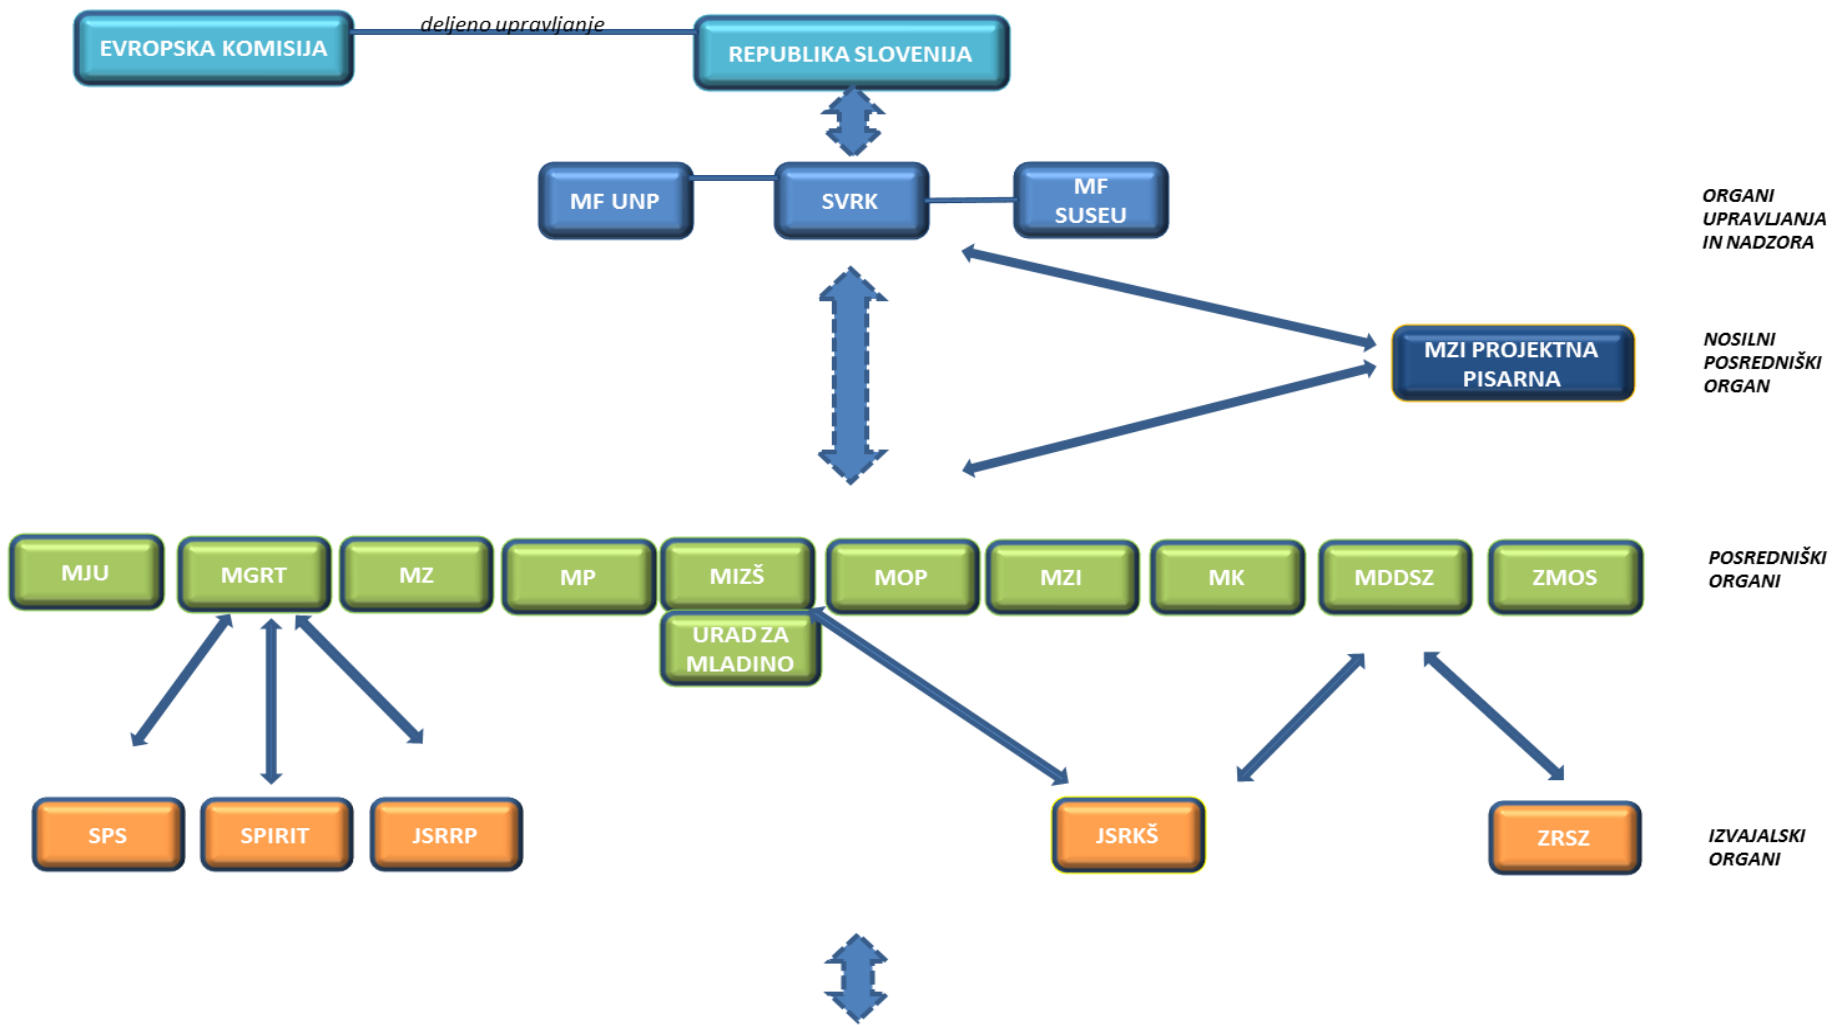 EVROPSKA KOMISIJA
deljeno upravljanje
REPUBLIKA SLOVENIJA
MF UNP
SVRK
MF
SUSEU
ORGANI
UPRAVLJANJA
IN NADZORA
MZI PROJEKTNA
PISARNA
NOSILNI
POSREDNIŠKI
ORGAN
MJU
MGRT
MZ
MP
MIZŠ
MOP
MZI
MK
MDDSZ
ZMOS
POSREDNIŠKI
ORGANI
URAD ZA
MLADINO
SPS
SPIRIT
JSRRP
JSRKŠ
ZRSZ
IZVAJALSKI
ORGANI